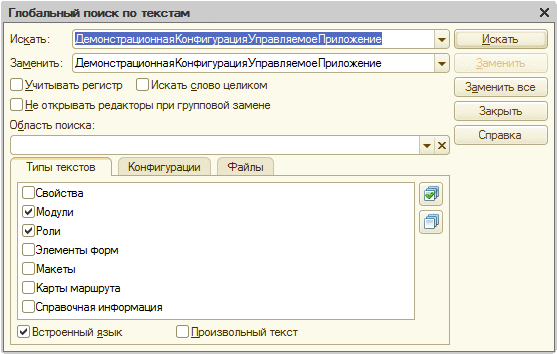 Глобальный поиск по текстам
Искать: ДемонстрационнаяКонфигурацияУправляемоеПриложение Искать
Заменить: ДемонстрационнаяКонфигурацияУправляемоеПриложение Заменить
Учитывать регистр Искать слово целиком Заменить все
Не открывать редакторы при групповой замене Закрыть
Область поиска: Справка
Типы текстов Конфигурации Файлы
Свойства
Модули
Роли
Элементы форм
Макеты
Карты маршрута
Справочная информация
Встроенный язык Произвольный текст